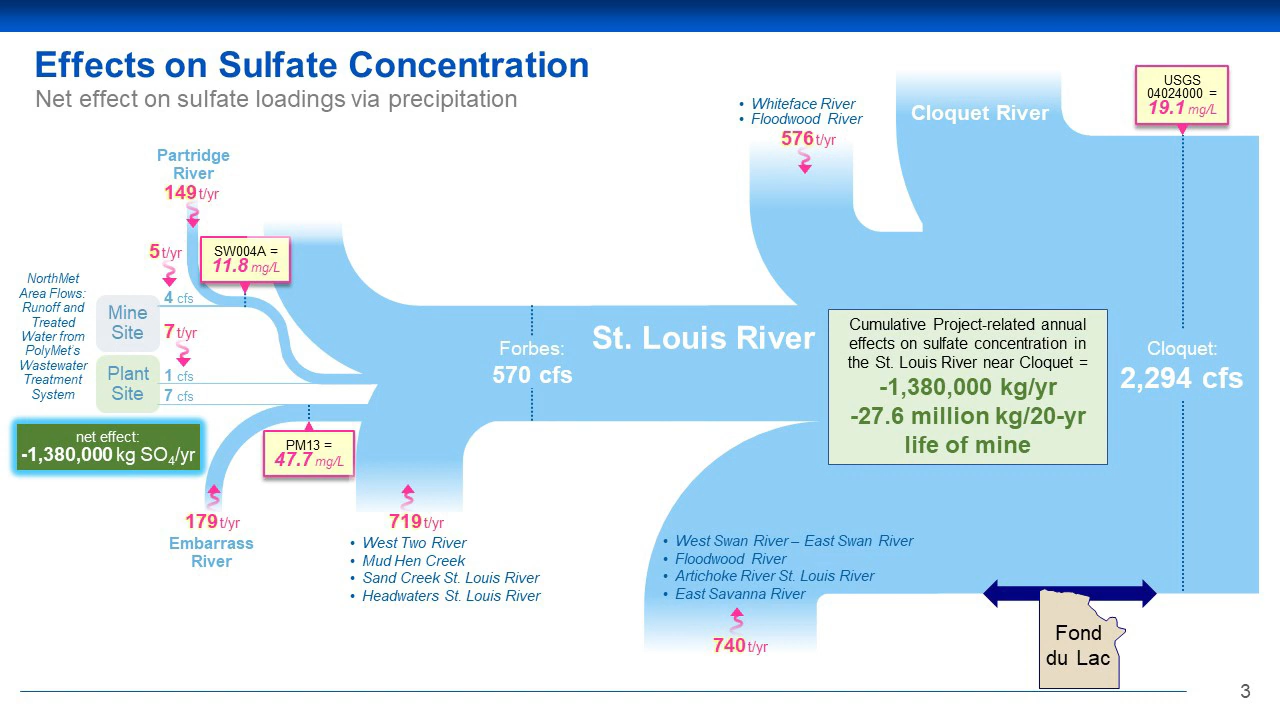 Effects on Sulfate Concentration
Net effect on sulfate loadings via precipitation
• Whiteface River
• Floodwood River
576 t/yr
Cloquet River
USGS
04024000 =
19.1 mg/L
Partridge
River
149 t/yr
5 t/yr
SW004A =
11.8 mg/L
NorthMet
Area Flows:
Runoff and
Treated
Water from
PolyMet's
Wastewater
Treatment
System
Mine
Site
4 cfs
7 t/yr
Plant
Site
1 cfs
7 cfs
Forbes:
570 cfs
St. Louis River
Cumulative Project-related annual
effects on sulfate concentration in
the St. Louis River near Cloquet =
-1,380,000 kg/yr
-27.6 million kg/20-yr
life of mine
Cloquet:
2,294 cfs
net effect:
-1,380,000 kg SO4/yr
PM13 =
47.7 mg/L
179 t/yr
Embarrass
River
719 t/yr
• West Two River
• Mud Hen Creek
• Sand Creek St. Louis River
• Headwaters St. Louis River
• West Swan River – East Swan River
• Floodwood River
• Artichoke River St. Louis River
• East Savanna River
740 t/yr
Fond
du Lac
3